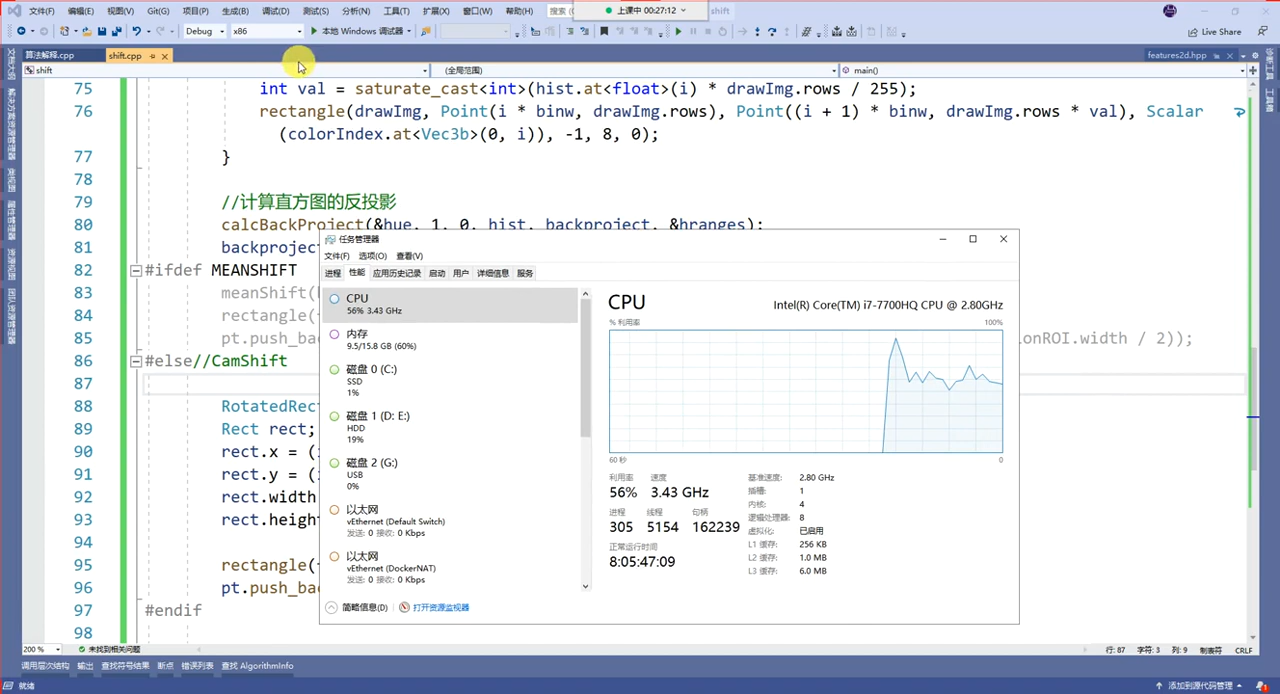 文件(F) 编辑(E) 视图(V) Git(G) 项目(P) 生成(B) 调试(D) 测试(S) 分析(N) 工具(T) 扩展(X) 窗口(W) 帮助(H) 搜索 上课中 00:27:12 shift
Debug x86 本地 Windows 调试器 Live Share
算法解释.cpp shift.cpp features2d.hpp
shift (全局范围) main()
75 int val = saturate_cast<int>(hist.at<float>(i) * drawImg.rows / 255);
76 rectangle(drawImg, Point(i * binw, drawImg.rows), Point((i + 1) * binw, drawImg.rows * val), Scalar
(colorIndex.at<Vec3b>(0, i)), -1, 8, 0);
77 }
78
79 //计算直方图的反投影
80 calcBackProject(&hue, 1, 0, hist, backproject, &hranges);
81 backproject
82 #ifdef MEANSHIFT
83 meanShift(
84 rectangle(
85 pt.push_ba onROI.width / 2));
86 #else//CamShift
87
88 RotatedRect
89 Rect rect;
90 rect.x = (
91 rect.y = (
92 rect.width
93 rect.height
94
95 rectangle(
96 pt.push_ba
97 #endif
98
任务管理器
文件(F) 选项(O) 查看(V)
进程 性能 应用历史记录 启动 用户 详细信息 服务
CPU
56% 3.43 GHz
内存
9.5/15.8 GB (60%)
磁盘 0 (C:)
SSD
1%
磁盘 1 (D: E:)
HDD
19%
磁盘 2 (G:)
USB
0%
以太网
vEthernet (Default Switch)
发送: 0 接收: 0 Kbps
以太网
vEthernet (DockerNAT)
发送: 0 接收: 0 Kbps
简略信息(D) 打开资源监视器
CPU Intel(R) Core(TM) i7-7700HQ CPU @ 2.80GHz
% 利用率 100%
60 秒 0
利用率 速度
56% 3.43 GHz
进程 线程 句柄
305 5154 162239
正常运行时间
8:05:47:09
基准速度: 2.80 GHz
插槽: 1
内核: 4
逻辑处理器: 8
虚拟化: 已启用
L1 缓存: 256 KB
L2 缓存: 1.0 MB
L3 缓存: 6.0 MB
200 % 未找到相关问题 行: 87 字符: 3 列: 9 制表符 CRLF
调用层次结构 输出 查找符号结果 断点 错误列表 查找 AlgorithmInfo
就绪 添加到源代码管理